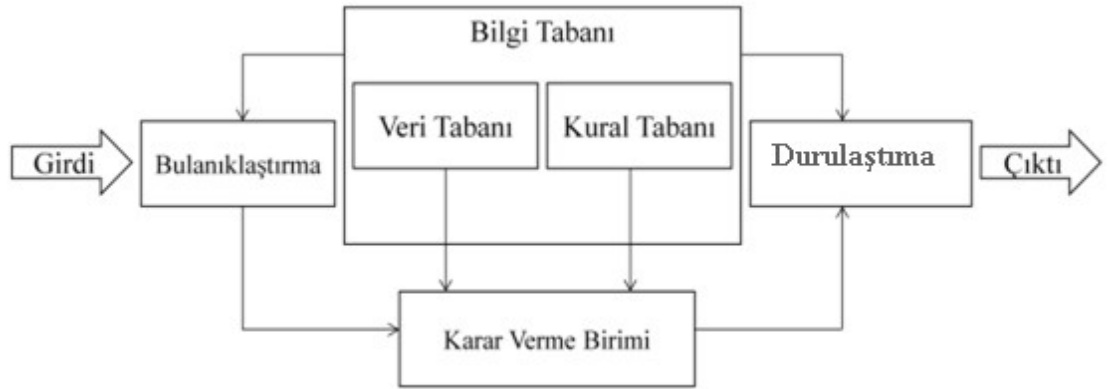 Bilgi Tabanı
Veri Tabanı
Kural Tabanı
Girdi
Bulanıklaştırma
Durulaştıma
Çıktı
Karar Verme Birimi